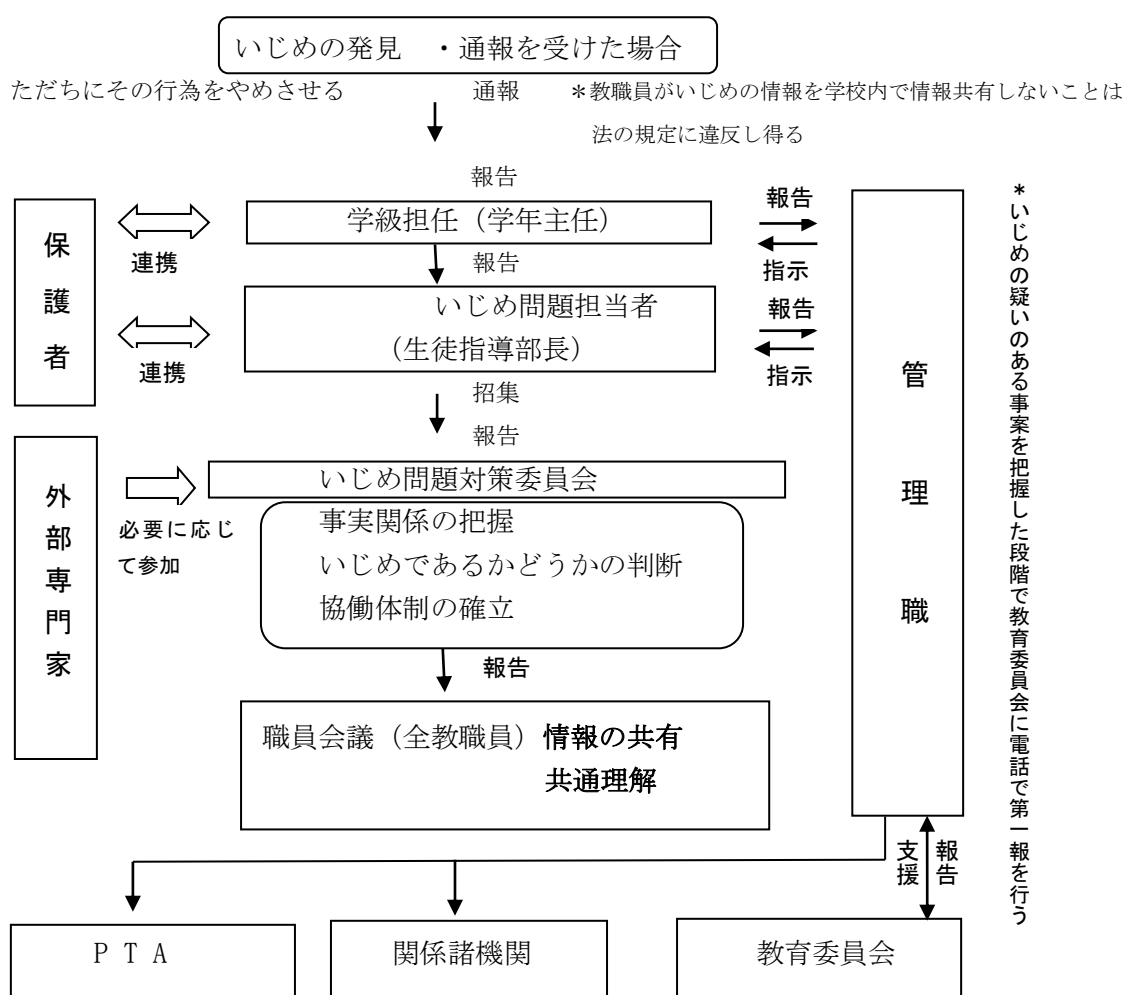 いじめの発見 ・通報を受けた場合
ただちにその行為をやめさせる
通報
＊教職員がいじめの情報を学校内で情報共有しないことは
法の規定に違反し得る
報告
学級担任（学年主任）
報告
いじめ問題担当者
（生徒指導部長）
招集
報告
いじめ問題対策委員会
事実関係の把握
いじめであるかどうかの判断
協働体制の確立
報告
職員会議（全教職員）情報の共有
共通理解
保護者
連携
連携
外部専門家
必要に応じ
て参加
報告
指示
報告
指示
管理職
＊いじめの疑いのある事案を把握した段階で教育委員会に電話で第一報を行う
支援
報告
ＰＴＡ
関係諸機関
教育委員会